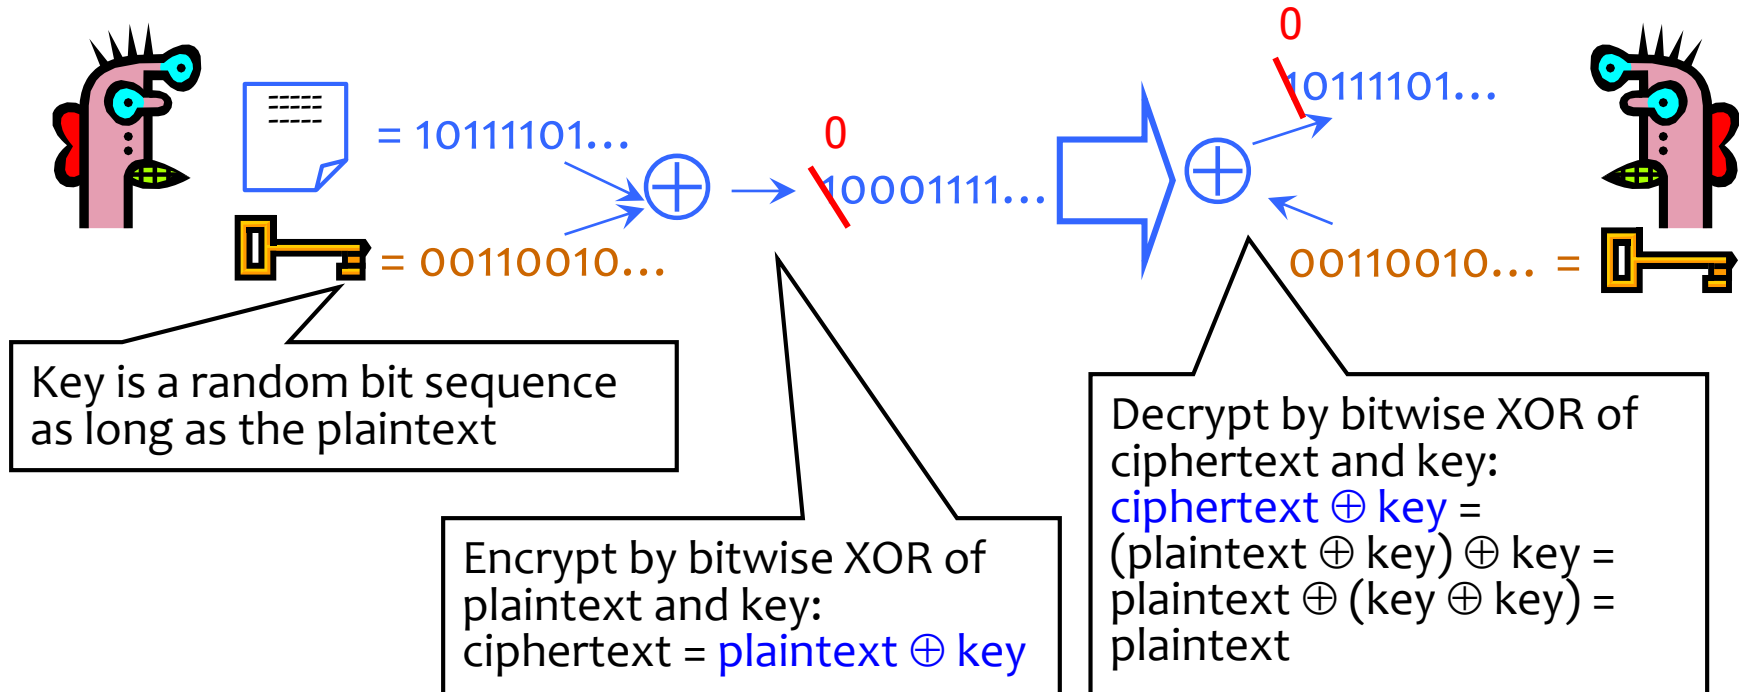 0
10111101...
= 10111101...
0
10001111...
= 00110010...
00110010... =
Key is a random bit sequence
as long as the plaintext
Encrypt by bitwise XOR of
plaintext and key:
ciphertext = plaintext ⊕ key
Decrypt by bitwise XOR of
ciphertext and key:
ciphertext ⊕ key =
(plaintext ⊕ key) ⊕ key =
plaintext ⊕ (key ⊕ key) =
plaintext